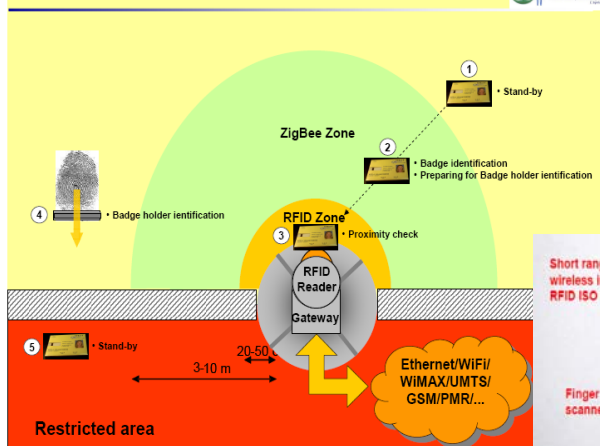 1
• Stand-by
ZigBee Zone
2
• Badge identification
• Preparing for Badge holder ientification
4
• Badge holder ientification
RFID Zone
3
• Proximity check
RFID
Reader
Gateway
Short rang
wireless i
RFID ISO
5
• Stand-by
20-50 c
3-10 m
Ethernet/WiFi/
WiMAX/UMTS/
GSM/PMR/...
Finger
scanne
Restricted area